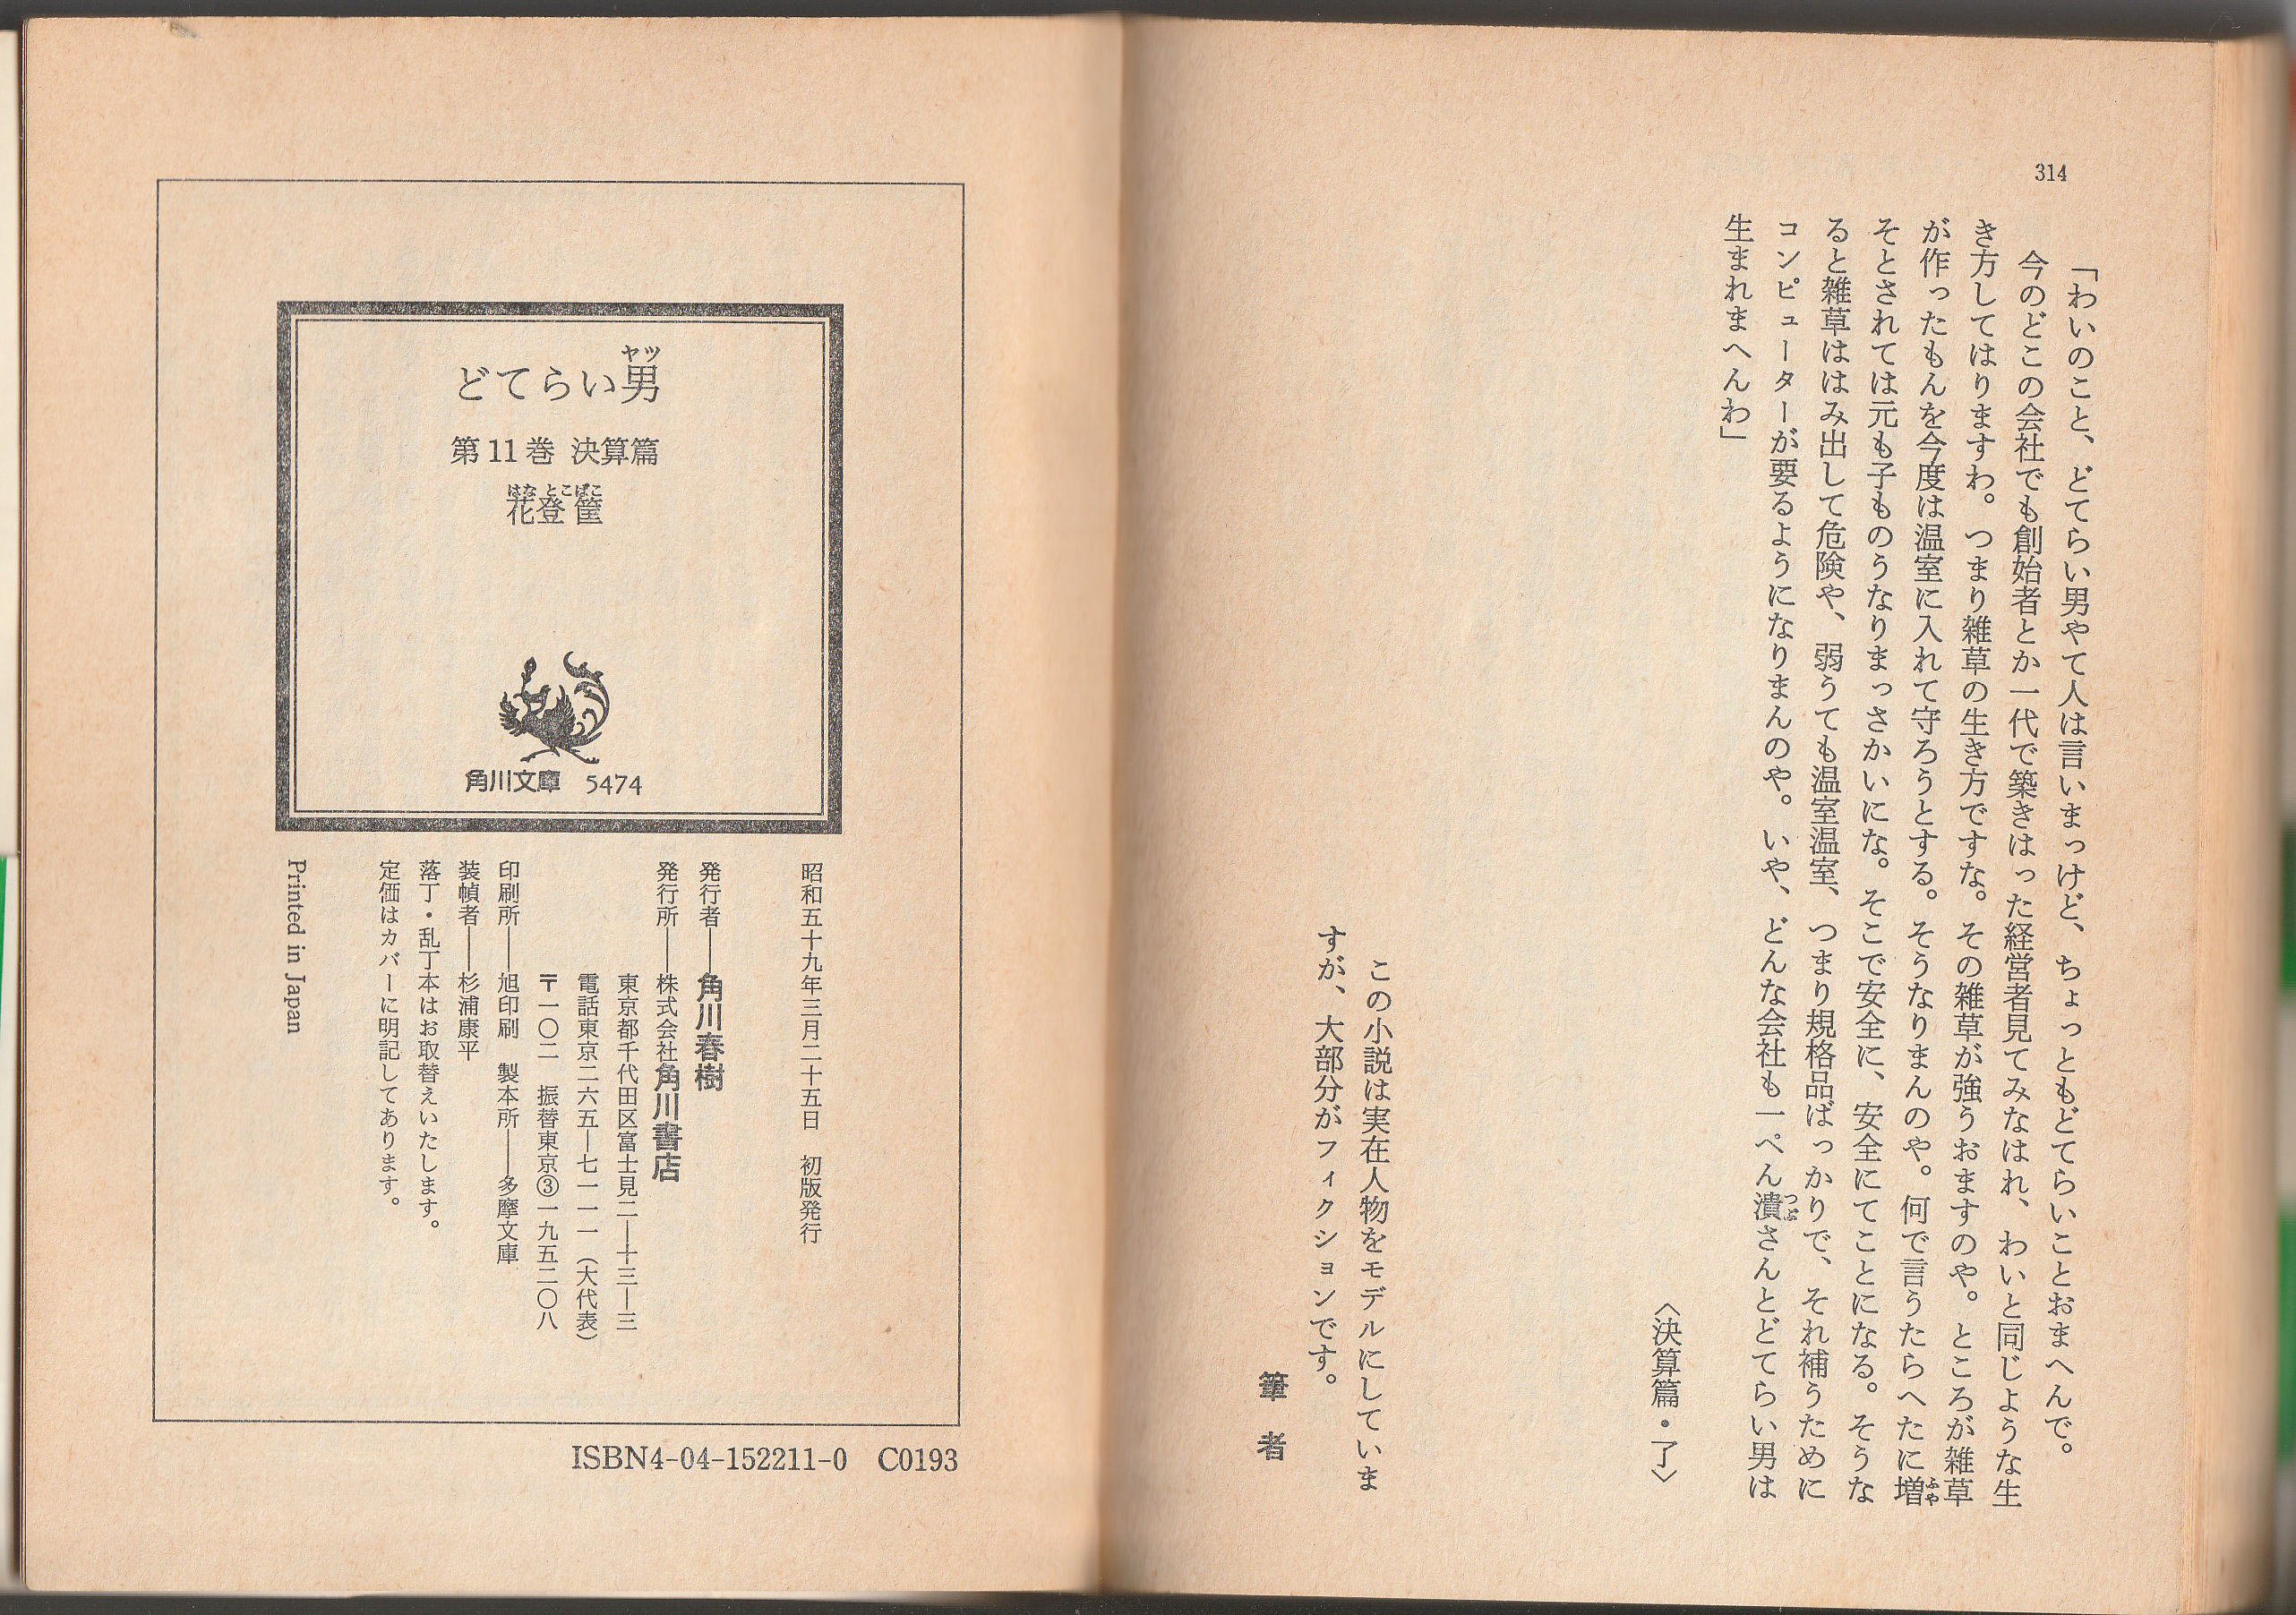 314
「わいのこと、どてらい男やて人は言いまっけど、ちょっともどてらいことおまへんで。
今のどこの会社でも創始者とか一代で築きはった経営者見てみなはれ、わいと同じような生
き方してはりますわ。つまり雑草の生き方ですな。その雑草が強うおますのや。ところが雑草
が作ったもんを今度は温室に入れて守ろうとする。そうなりまんのや。何で言うたらへたに増
ふや
そとされては元も子ものうなりまっさかいにな。そこで安全に、安全にてことになる。そうな
ると雑草ははみ出して危険や、弱うても温室温室、つまり規格品ばっかりで、それ補うために
コンピューターが要るようになりまんのや。いや、どんな会社も一ぺん潰さんとどてらい男は
つぶ
生まれまへんわ」
〈決算篇・了〉
この小説は実在人物をモデルにしていま
すが、大部分がフィクションです。
筆者
ヤツ
どてらい男
第11巻 決算篇
はな とこばこ
花登筐
角川文庫 5474
昭和五十九年三月二十五日 初版発行
発行者——角川春樹
発行所——株式会社角川書店
東京都千代田区富士見二—十三—三
電話東京二六五—七一一一(大代表)
〒一〇二 振替東京③一九五二〇八
印刷所——旭印刷 製本所——多摩文庫
装幀者——杉浦康平
落丁・乱丁本はお取替えいたします。
定価はカバーに明記してあります。
Printed in Japan
ISBN4-04-152211-0 C0193